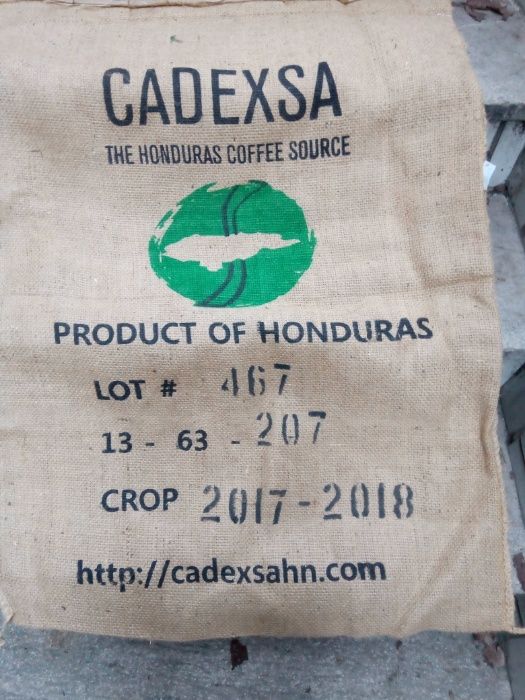 CADEXSA
THE HONDURAS COFFEE SOURCE
PRODUCT OF HONDURAS
LOT # 467
13 - 63 - 207
CROP 2017-2018
http://cadexsahn.com